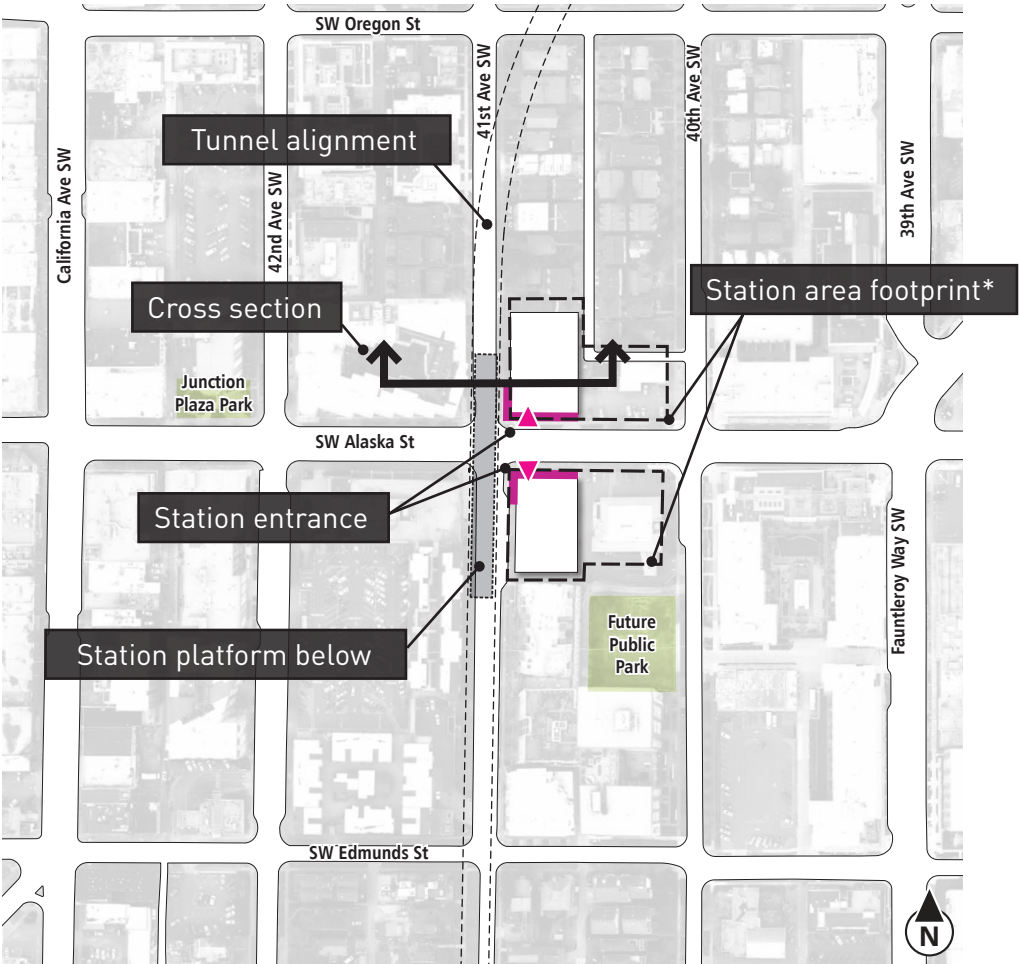 SW Oregon St
41st Ave SW
40th Ave SW
Tunnel alignment
California Ave SW
42nd Ave SW
39th Ave SW
Station area footprint*
Cross section
Junction
Plaza Park
SW Alaska St
Station entrance
Fauntleroy Way SW
Station platform below
Future
Public
Park
SW Edmunds St
N